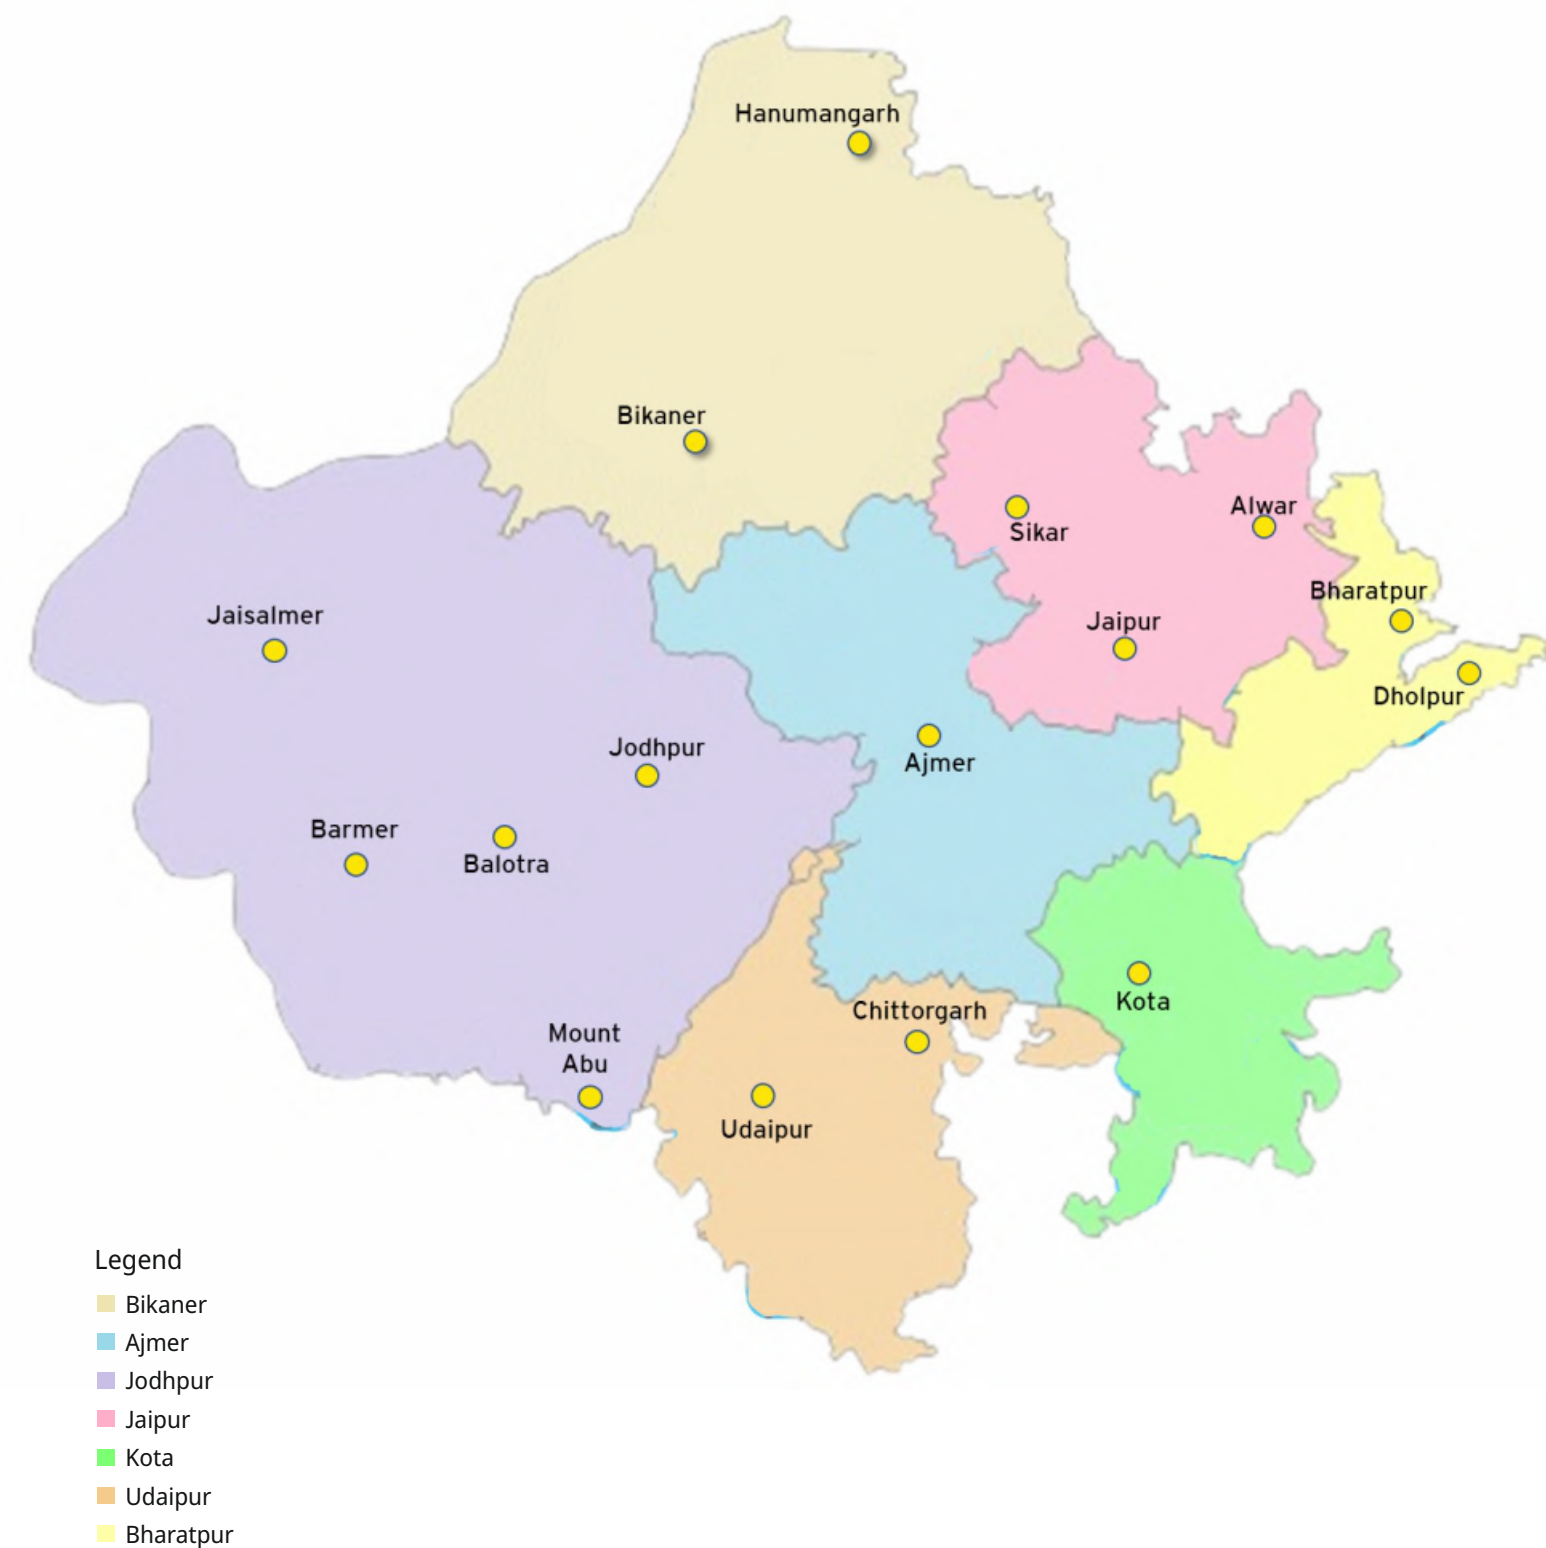 Hanumangarh
Bikaner
Sikar
Alwar
Bharatpur
Jaisalmer
Jaipur
Dholpur
Jodhpur
Ajmer
Barmer
Balotra
Kota
Chittorgarh
Mount
Abu
Udaipur
Legend
Bikaner
Ajmer
Jodhpur
Jaipur
Kota
Udaipur
Bharatpur